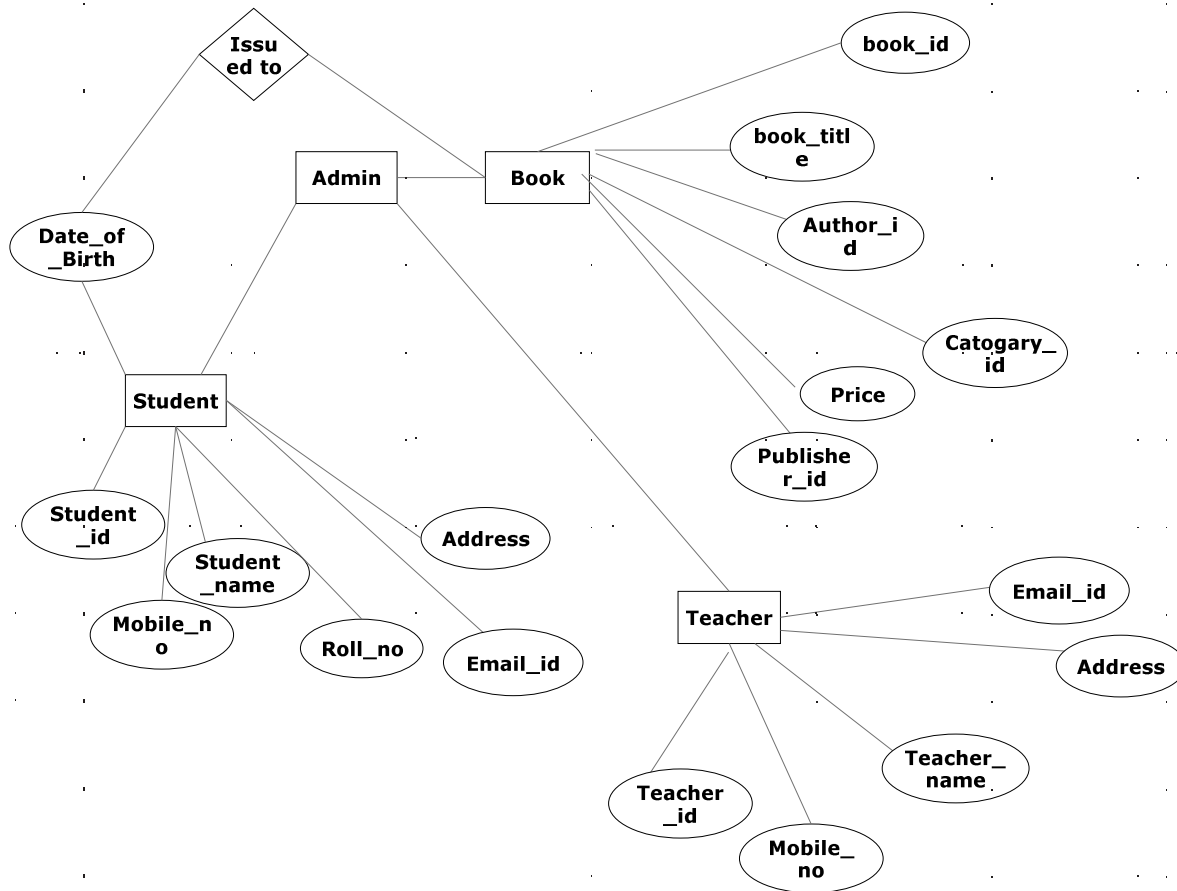 Issu
ed to
book_id
book_titl
e
Admin
Book
Author_i
d
Date_of
_Birth
Catogary_
id
Price
Student
Publishe
r_id
Student
_id
Address
Student
_name
Email_id
Teacher
Mobile_n
o
Roll_no
Email_id
Address
Teacher_
name
Teacher
_id
Mobile_
no